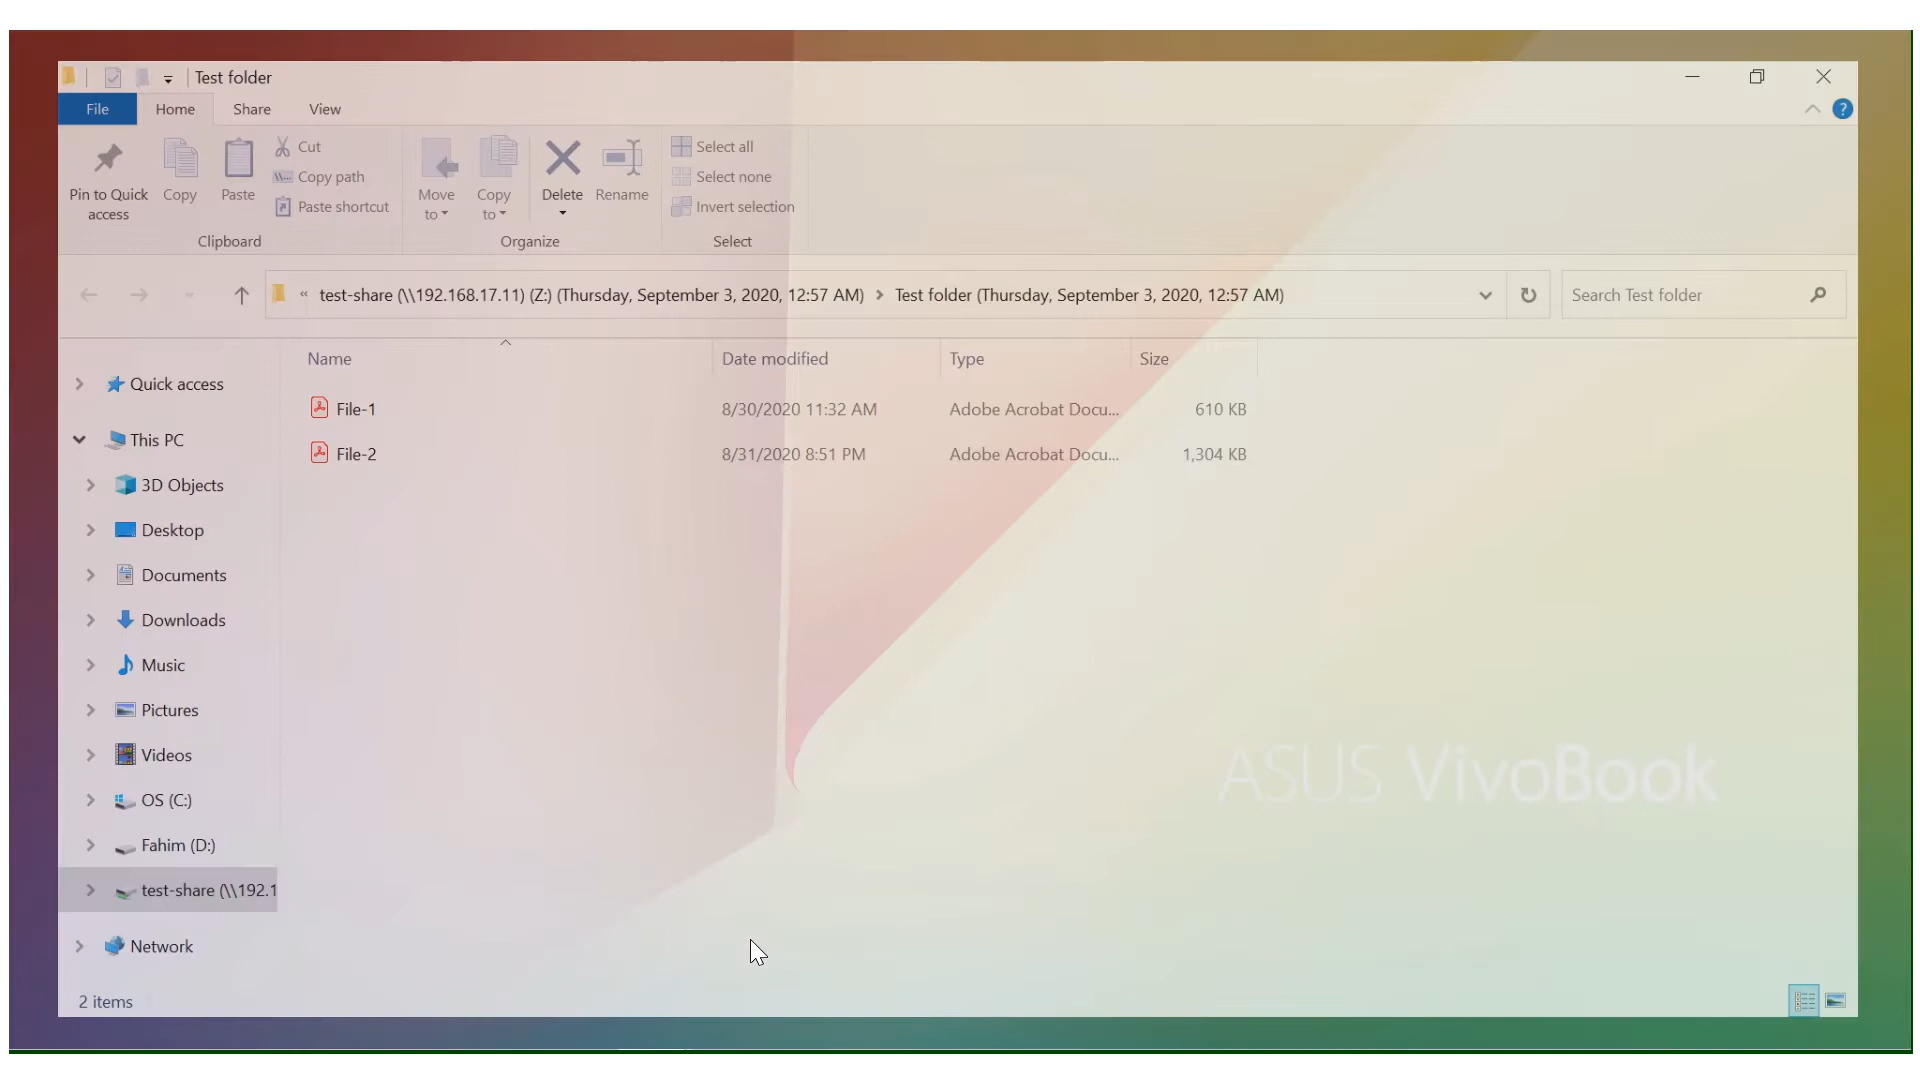 Test folder
File Home Share View
Pin to Quick access
Copy
Paste
Cut
Copy path
Paste shortcut
Clipboard
Move to
Copy to
Delete
Rename
Organize
Select all
Select none
Invert selection
Select
« test-share (\\192.168.17.11) (Z:) (Thursday, September 3, 2020, 12:57 AM) > Test folder (Thursday, September 3, 2020, 12:57 AM)
Search Test folder
Name Date modified Type Size
File-1 8/30/2020 11:32 AM Adobe Acrobat Docu... 610 KB
File-2 8/31/2020 8:51 PM Adobe Acrobat Docu... 1,304 KB
Quick access
This PC
3D Objects
Desktop
Documents
Downloads
Music
Pictures
Videos
OS (C:)
Fahim (D:)
test-share (\\192.1
Network
2 items
ASUS VivoBook